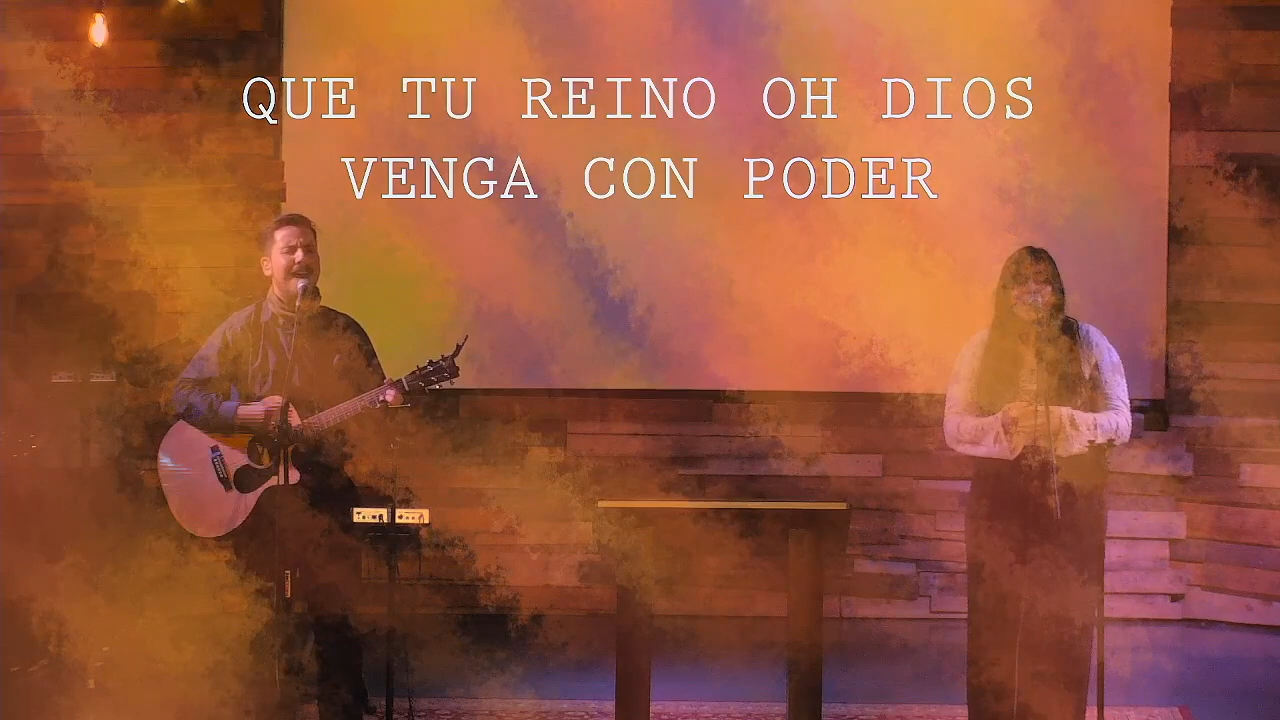 QUE TU REINO OH DIOS
VENGA CON PODER